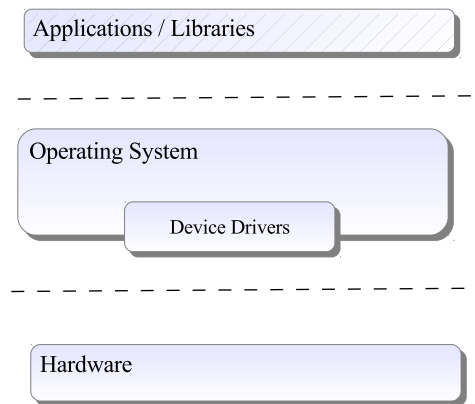 Applications / Libraries
Operating System
Device Drivers
Hardware